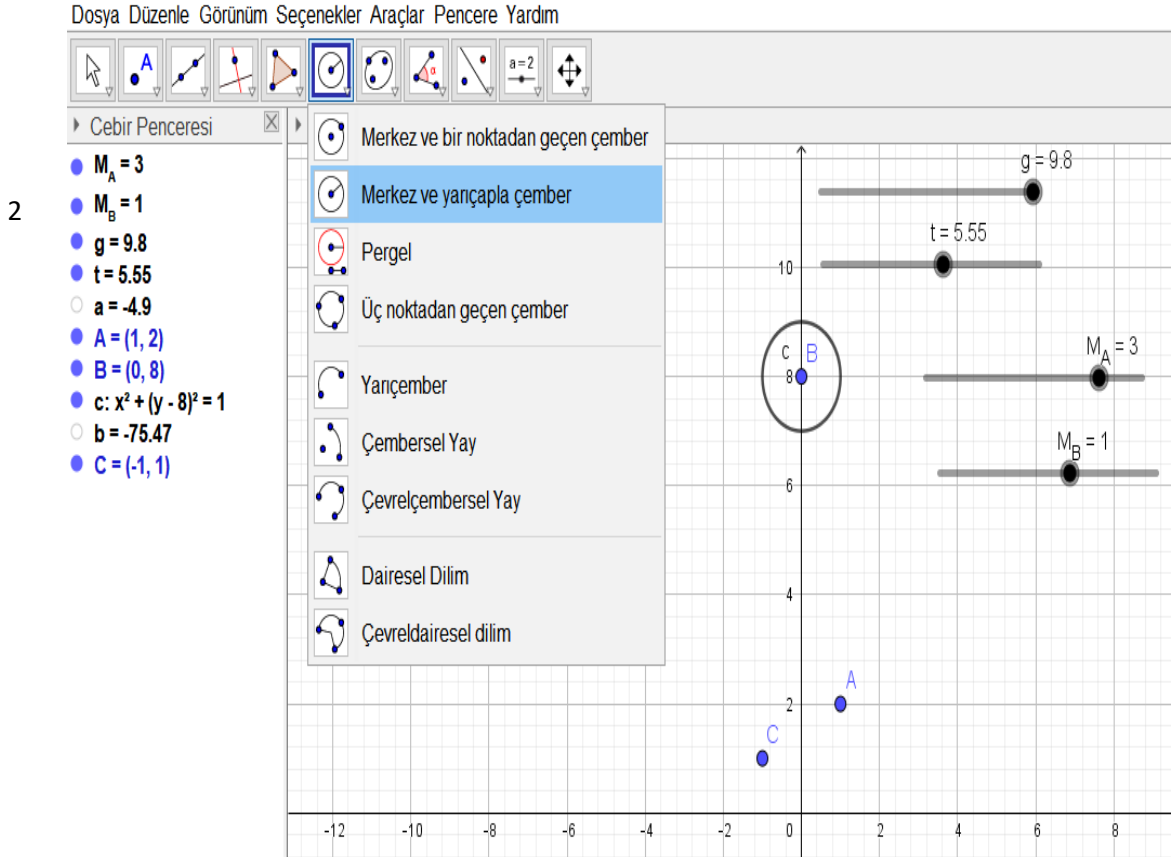 Dosya Düzenle Görünüm Seçenekler Araçlar Pencere Yardım
A
α
a = 2
Cebir Penceresi
2
M_A = 3
M_B = 1
g = 9.8
t = 5.55
a = -4.9
A = (1, 2)
B = (0, 8)
c: x² + (y - 8)² = 1
b = -75.47
C = (-1, 1)
Merkez ve bir noktadan geçen çember
Merkez ve yarıçapla çember
Pergel
Üç noktadan geçen çember
Yarıçember
Çembersel Yay
Çevrelçembersel Yay
Dairesel Dilim
Çevreldairesel dilim
g = 9.8
t = 5.55
10
c B
M_A = 3
8
M_B = 1
6
4
A
2
C
-12 -10 -8 -6 -4 -2 0 2 4 6 8